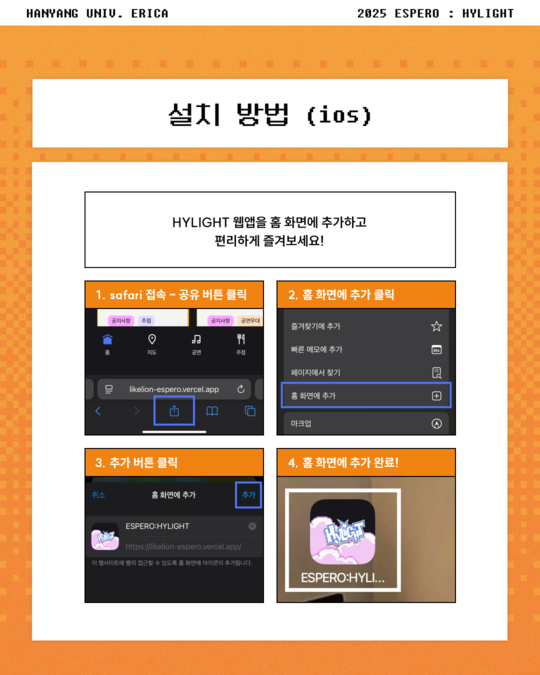 HANYANG UNIV. ERICA
2025 ESPERO : HYLIGHT
설치 방법 (ios)
HYLIGHT 웹앱을 홈 화면에 추가하고
편리하게 즐겨보세요!
1. safari 접속 - 공유 버튼 클릭
공지사항 주점 공지사항 공연무대
홈 지도 공연 주점
likelion-espero.vercel.app
2. 홈 화면에 추가 클릭
즐겨찾기에 추가
빠른 메모에 추가
페이지에서 찾기
홈 화면에 추가
마크업
3. 추가 버튼 클릭
취소 홈 화면에 추가 추가
HYLIGHT
ESPERO:HYLIGHT
https://likelion-espero.vercel.app/
이 웹사이트에 빨리 접근할 수 있도록 홈 화면에 아이콘이 추가됩니다.
4. 홈 화면에 추가 완료!
HYLIGHT
ESPERO:HYLI...